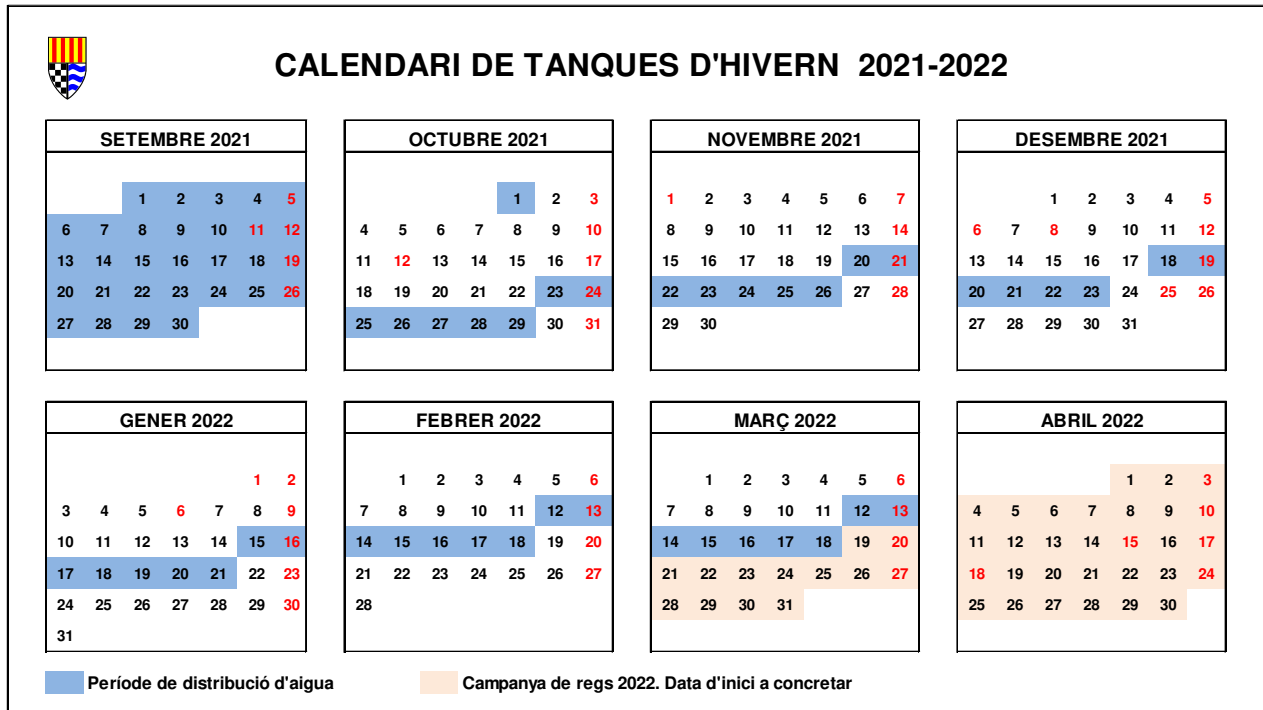 CALENDARI DE TANQUES D'HIVERN 2021-2022
SETEMBRE 2021
1 2 3 4 5
6 7 8 9 10 11 12
13 14 15 16 17 18 19
20 21 22 23 24 25 26
27 28 29 30
OCTUBRE 2021
1 2 3
4 5 6 7 8 9 10
11 12 13 14 15 16 17
18 19 20 21 22 23 24
25 26 27 28 29 30 31
NOVEMBRE 2021
1 2 3 4 5 6 7
8 9 10 11 12 13 14
15 16 17 18 19 20 21
22 23 24 25 26 27 28
29 30
DESEMBRE 2021
1 2 3 4 5
6 7 8 9 10 11 12
13 14 15 16 17 18 19
20 21 22 23 24 25 26
27 28 29 30 31
GENER 2022
1 2
3 4 5 6 7 8 9
10 11 12 13 14 15 16
17 18 19 20 21 22 23
24 25 26 27 28 29 30
31
FEBRER 2022
1 2 3 4 5 6
7 8 9 10 11 12 13
14 15 16 17 18 19 20
21 22 23 24 25 26 27
28
MARÇ 2022
1 2 3 4 5 6
7 8 9 10 11 12 13
14 15 16 17 18 19 20
21 22 23 24 25 26 27
28 29 30 31
ABRIL 2022
1 2 3
4 5 6 7 8 9 10
11 12 13 14 15 16 17
18 19 20 21 22 23 24
25 26 27 28 29 30
Període de distribució d'aigua
Campanya de regs 2022. Data d'inici a concretar